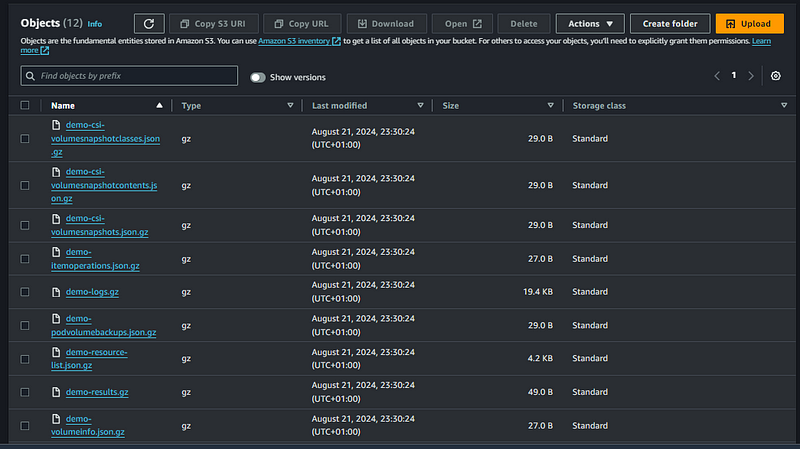 Objects (12) Info
Copy S3 URI
Copy URL
Download
Open
Delete
Actions
Create folder
Upload
Objects are the fundamental entities stored in Amazon S3. You can use Amazon S3 inventory to get a list of all objects in your bucket. For others to access your objects, you'll need to explicitly grant them permissions. Learn
more
Find objects by prefix
Show versions
1
Name Type Last modified Size Storage class
demo-csi-
volumesnapshotclasses.json
.gz
gz
August 21, 2024, 23:30:24
(UTC+01:00)
29.0 B
Standard
demo-csi-
volumesnapshotcontents.js
on.gz
gz
August 21, 2024, 23:30:24
(UTC+01:00)
29.0 B
Standard
demo-csi-
volumesnapshots.json.gz
gz
August 21, 2024, 23:30:24
(UTC+01:00)
29.0 B
Standard
demo-
itemoperations.json.gz
gz
August 21, 2024, 23:30:24
(UTC+01:00)
27.0 B
Standard
demo-logs.gz
gz
August 21, 2024, 23:30:24
(UTC+01:00)
19.4 KB
Standard
demo-
podvolumebackups.json.gz
gz
August 21, 2024, 23:30:24
(UTC+01:00)
29.0 B
Standard
demo-resource-
list.json.gz
gz
August 21, 2024, 23:30:24
(UTC+01:00)
4.2 KB
Standard
demo-results.gz
gz
August 21, 2024, 23:30:24
(UTC+01:00)
49.0 B
Standard
demo-
volumeinfo.json.gz
gz
August 21, 2024, 23:30:24
(UTC+01:00)
27.0 B
Standard